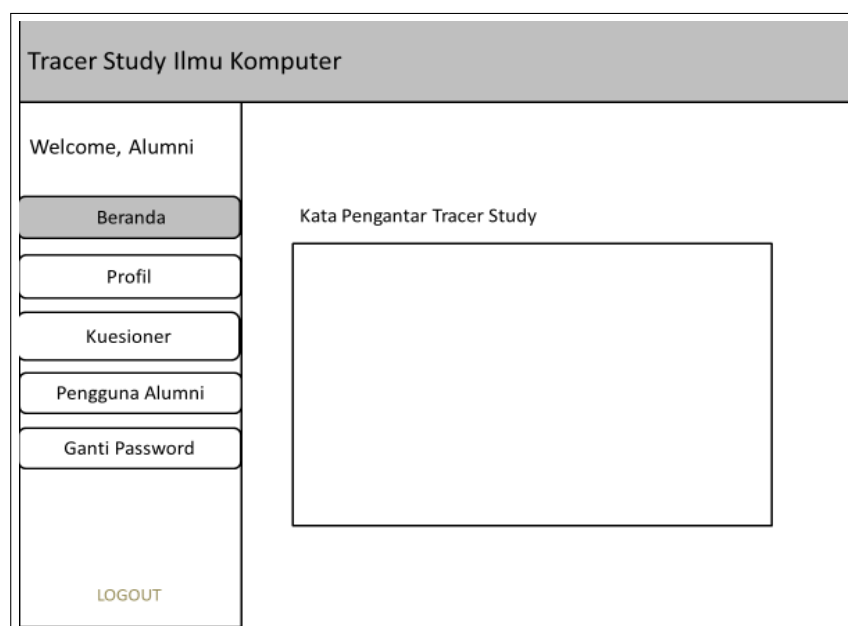 Tracer Study Ilmu Komputer
Welcome, Alumni
Beranda
Profil
Kuesioner
Pengguna Alumni
Ganti Password
LOGOUT
Kata Pengantar Tracer Study